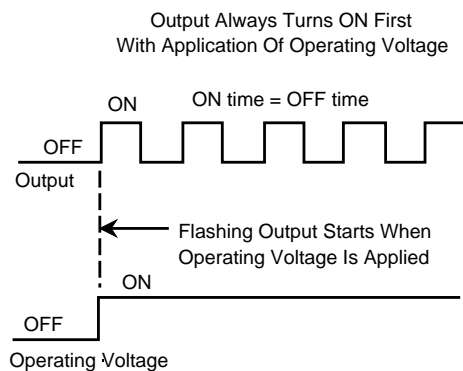 Output Always Turns ON First
With Application Of Operating Voltage
ON
ON time = OFF time
OFF
Output
Flashing Output Starts When
Operating Voltage Is Applied
ON
OFF
Operating Voltage